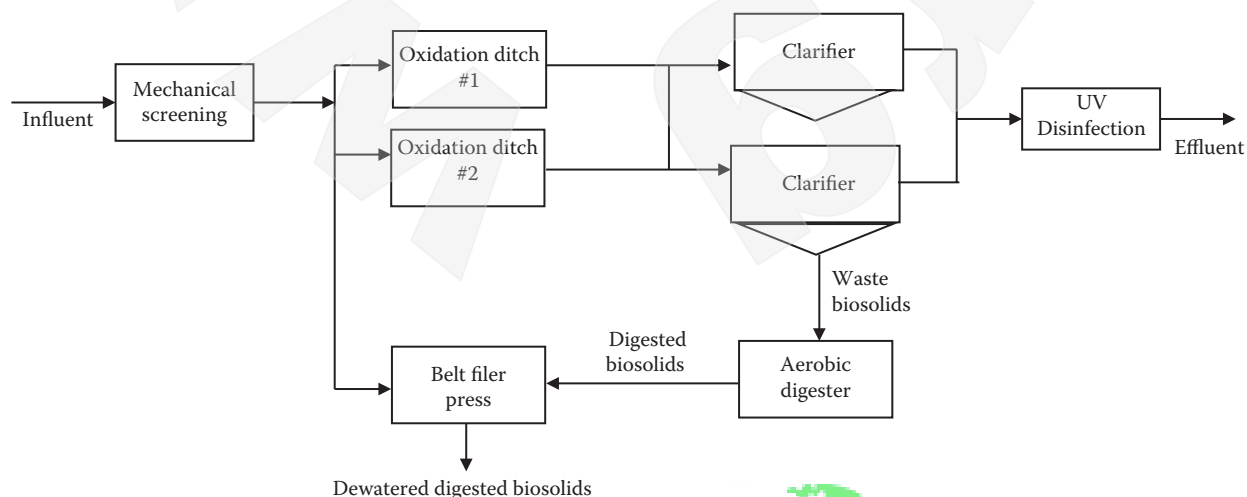 Influent
Mechanical
screening
Oxidation ditch
#1
Oxidation ditch
#2
Clarifier
Clarifier
UV
Disinfection
Effluent
Waste
biosolids
Aerobic
digester
Digested
biosolids
Belt filer
press
Dewatered digested biosolids